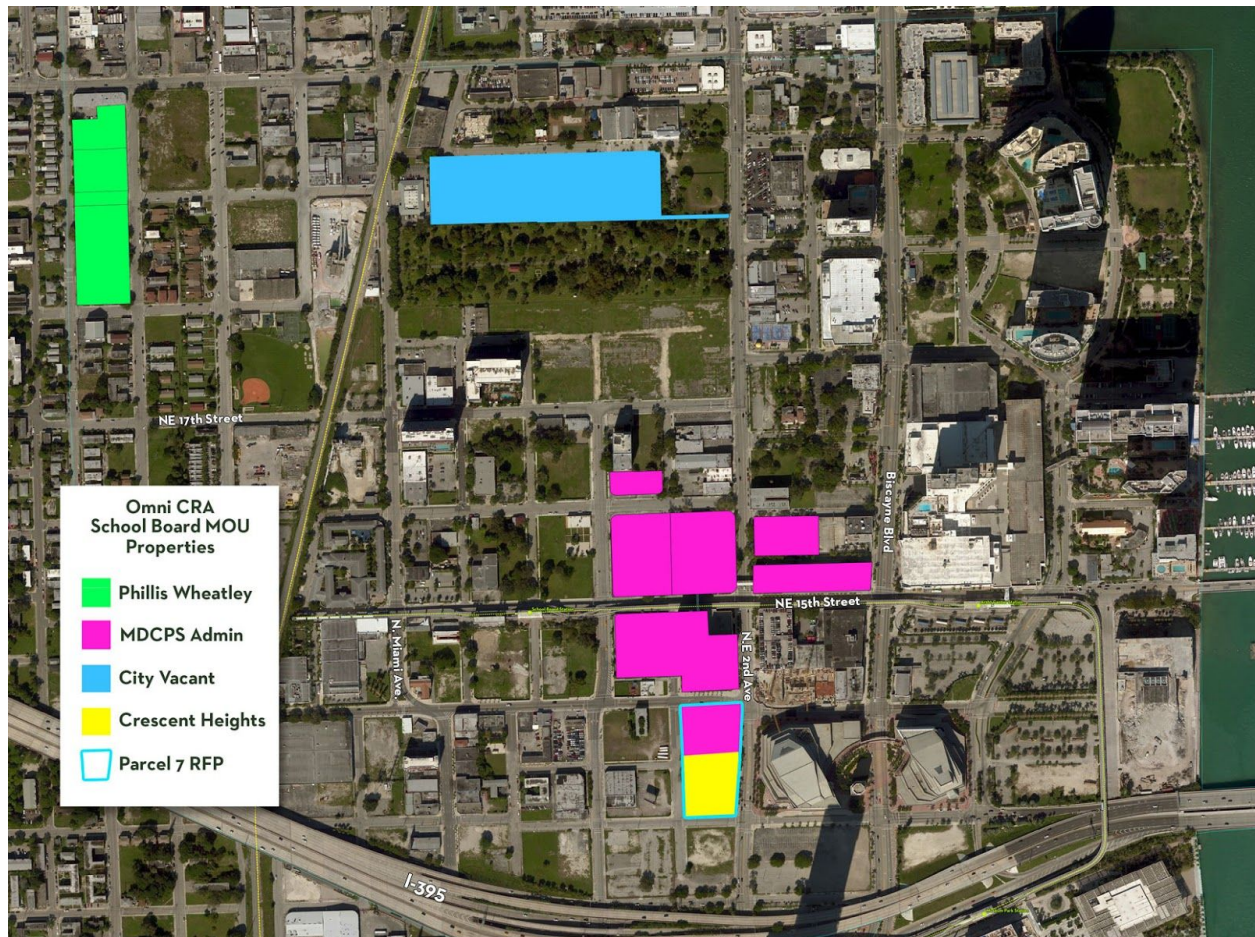 NE 17th Street
Biscayne Blvd
Omni CRA
School Board MOU
Properties
Phillis Wheatley
MDCPS Admin
City Vacant
Crescent Heights
Parcel 7 RFP
NE 15th Street
N. Miami Ave.
N.E 2nd Ave
I-395